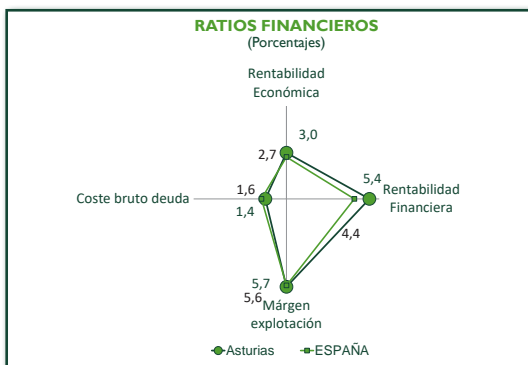 RATIOS FINANCIEROS
(Porcentajes)
Rentabilidad
Económica
3,0
2,7
5,4
Rentabilidad
Financiera
4,4
1,6
Coste bruto deuda
1,4
5,7
5,6
Márgen
explotación
Asturias
ESPAÑA